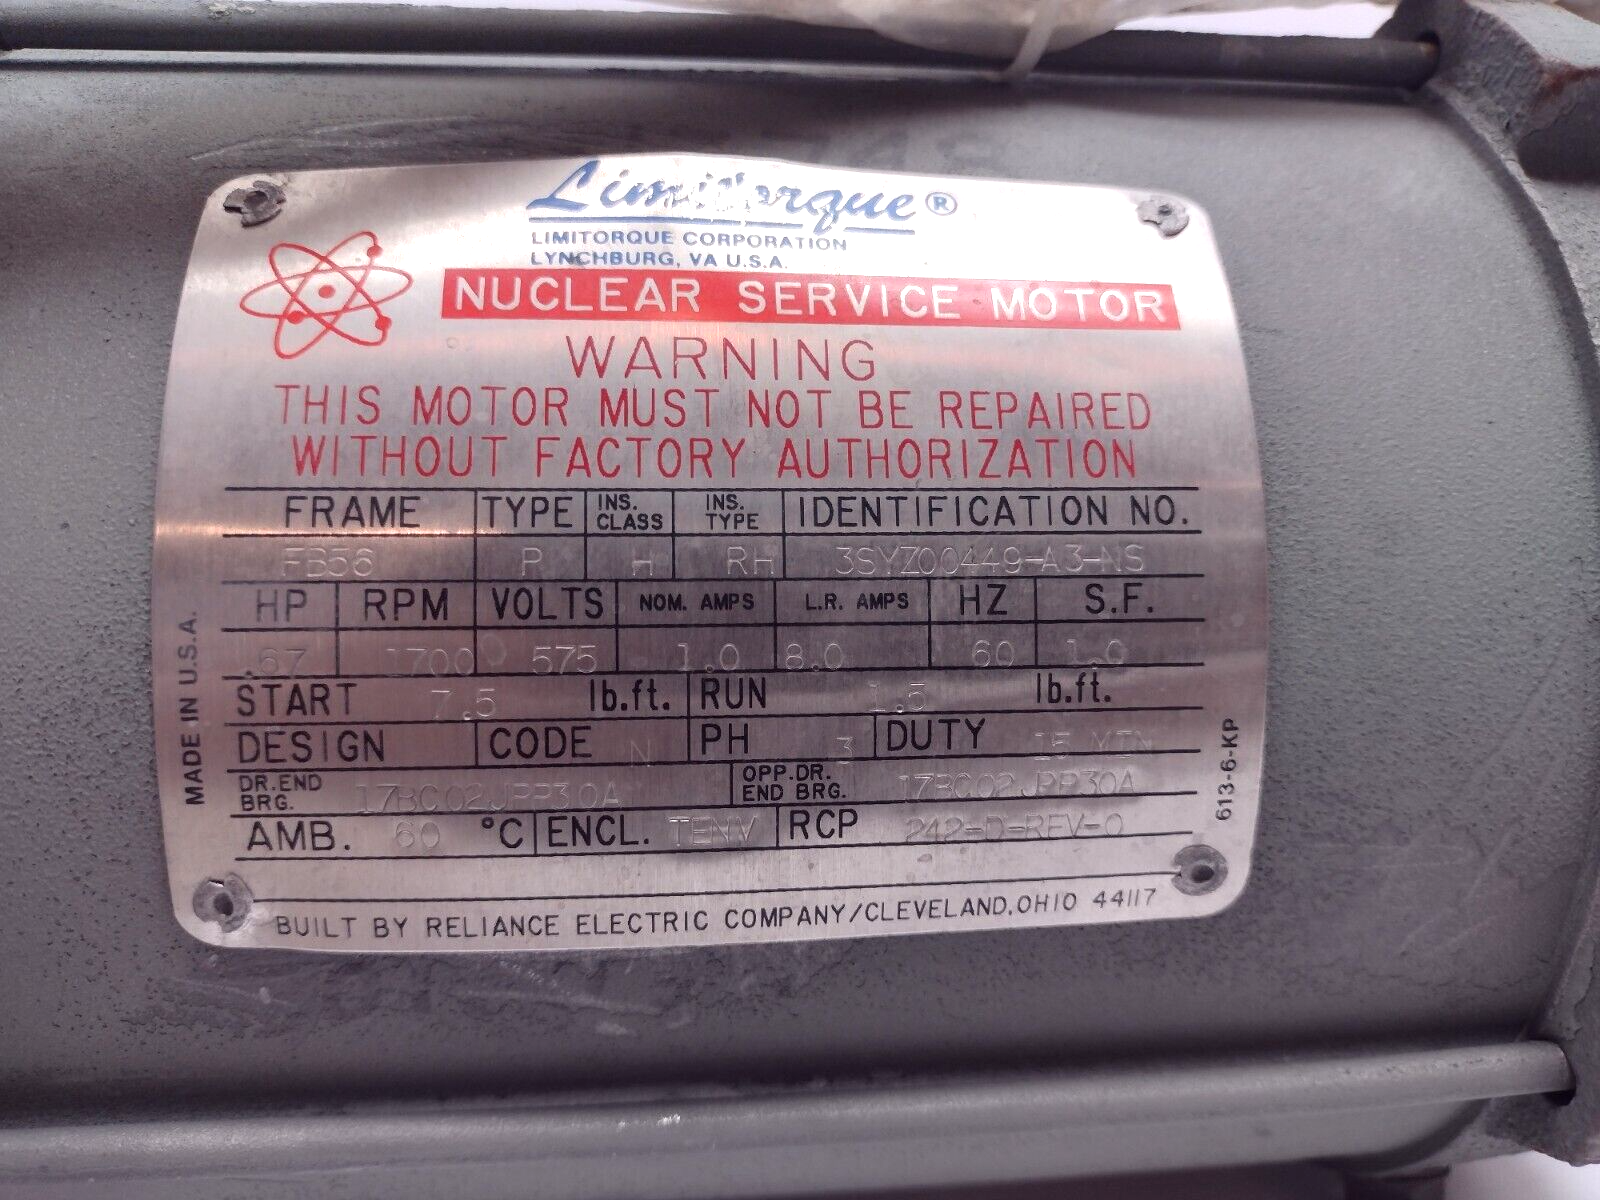 Limitorque®
LIMITORQUE CORPORATION
LYNCHBURG, VA U.S.A.
NUCLEAR SERVICE MOTOR
WARNING
THIS MOTOR MUST NOT BE REPAIRED
WITHOUT FACTORY AUTHORIZATION
FRAME TYPE INS. CLASS INS. TYPE IDENTIFICATION NO.
FB56 P H RH 3SYZ00449-A3-NS
HP RPM VOLTS NOM. AMPS L.R. AMPS HZ S.F.
.67 1700 575 1.0 8.0 60 1.0
START 7.5 lb.ft. RUN 1.5 lb.ft.
DESIGN CODE N PH 3 DUTY 15 MIN
DR.END BRG. 17BC02JPP30A OPP.DR. END BRG. 17BC02JPP30A
AMB. 60 °C ENCL. TENV RCP 242-D-REV-0
BUILT BY RELIANCE ELECTRIC COMPANY/CLEVELAND, OHIO 44117
MADE IN U.S.A.
613-6-KP